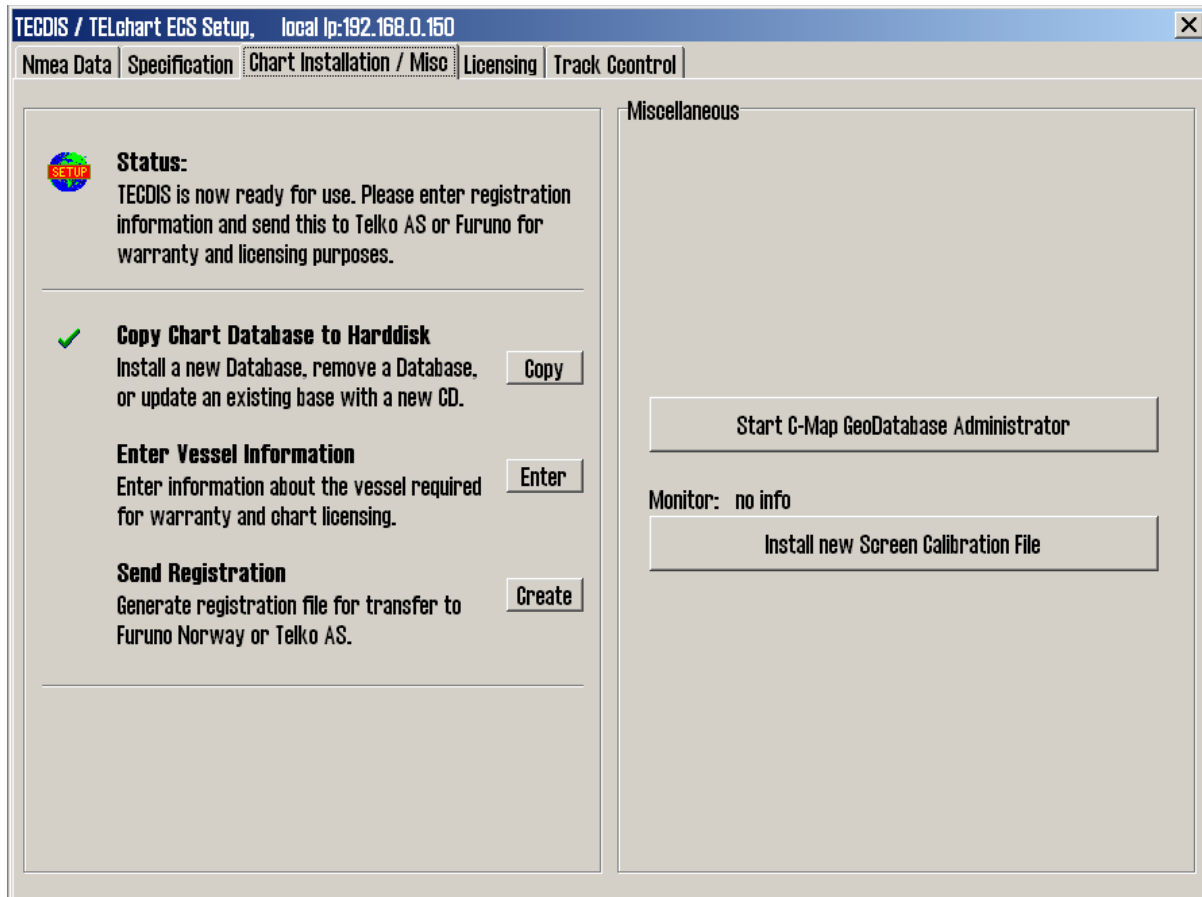 TECDIS / TELchart ECS Setup,    local Ip:192.168.0.150
Nmea Data Specification Chart Installation / Misc Licensing Track Ccontrol
SETUP
Status:
TECDIS is now ready for use. Please enter registration
information and send this to Telko AS or Furuno for
warranty and licensing purposes.
Copy Chart Database to Harddisk
Install a new Database, remove a Database,
or update an existing base with a new CD.
Copy
Enter Vessel Information
Enter information about the vessel required
for warranty and chart licensing.
Enter
Send Registration
Generate registration file for transfer to
Furuno Norway or Telko AS.
Create
Miscellaneous
Start C-Map GeoDatabase Administrator
Monitor:  no info
Install new Screen Calibration File